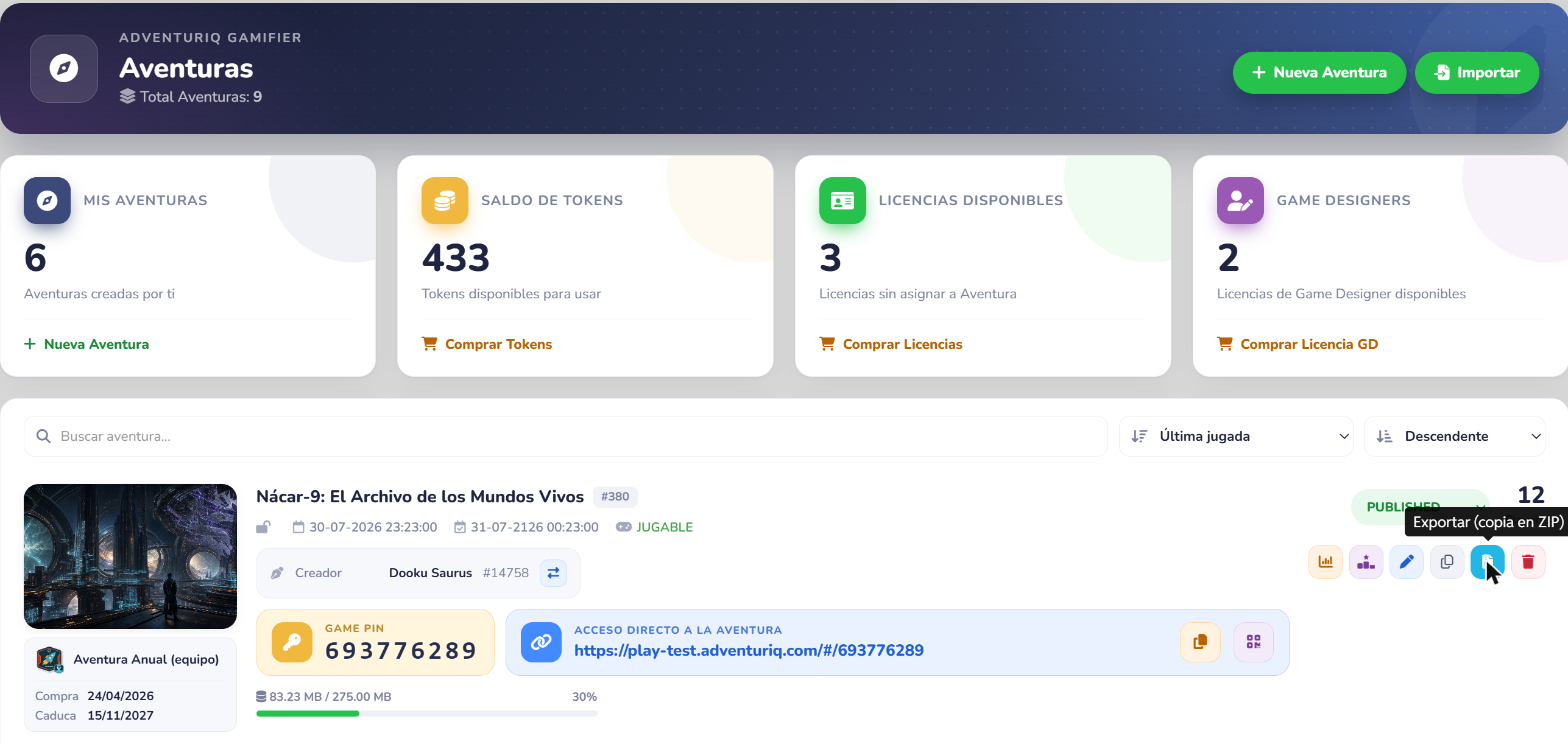 ADVENTURIQ GAMIFIER
Aventuras
Total Aventuras: 9
Nueva Aventura
Importar
MIS AVENTURAS
6
Aventuras creadas por ti
Nueva Aventura
SALDO DE TOKENS
433
Tokens disponibles para usar
Comprar Tokens
LICENCIAS DISPONIBLES
3
Licencias sin asignar a Aventura
Comprar Licencias
GAME DESIGNERS
2
Licencias de Game Designer disponibles
Comprar Licencia GD
Buscar aventura...
Última jugada
Descendente
Nácar-9: El Archivo de los Mundos Vivos #380
30-07-2026 23:23:00 31-07-2126 00:23:00 JUGABLE
PUBLISHED
12
Exportar (copia en ZIP)
Creador Dooku Saurus #14758
GAME PIN
693776289
ACCESO DIRECTO A LA AVENTURA
https://play-test.adventuriq.com/#/693776289
83.23 MB / 275.00 MB 30%
Aventura Anual (equipo)
Compra 24/04/2026
Caduca 15/11/2027